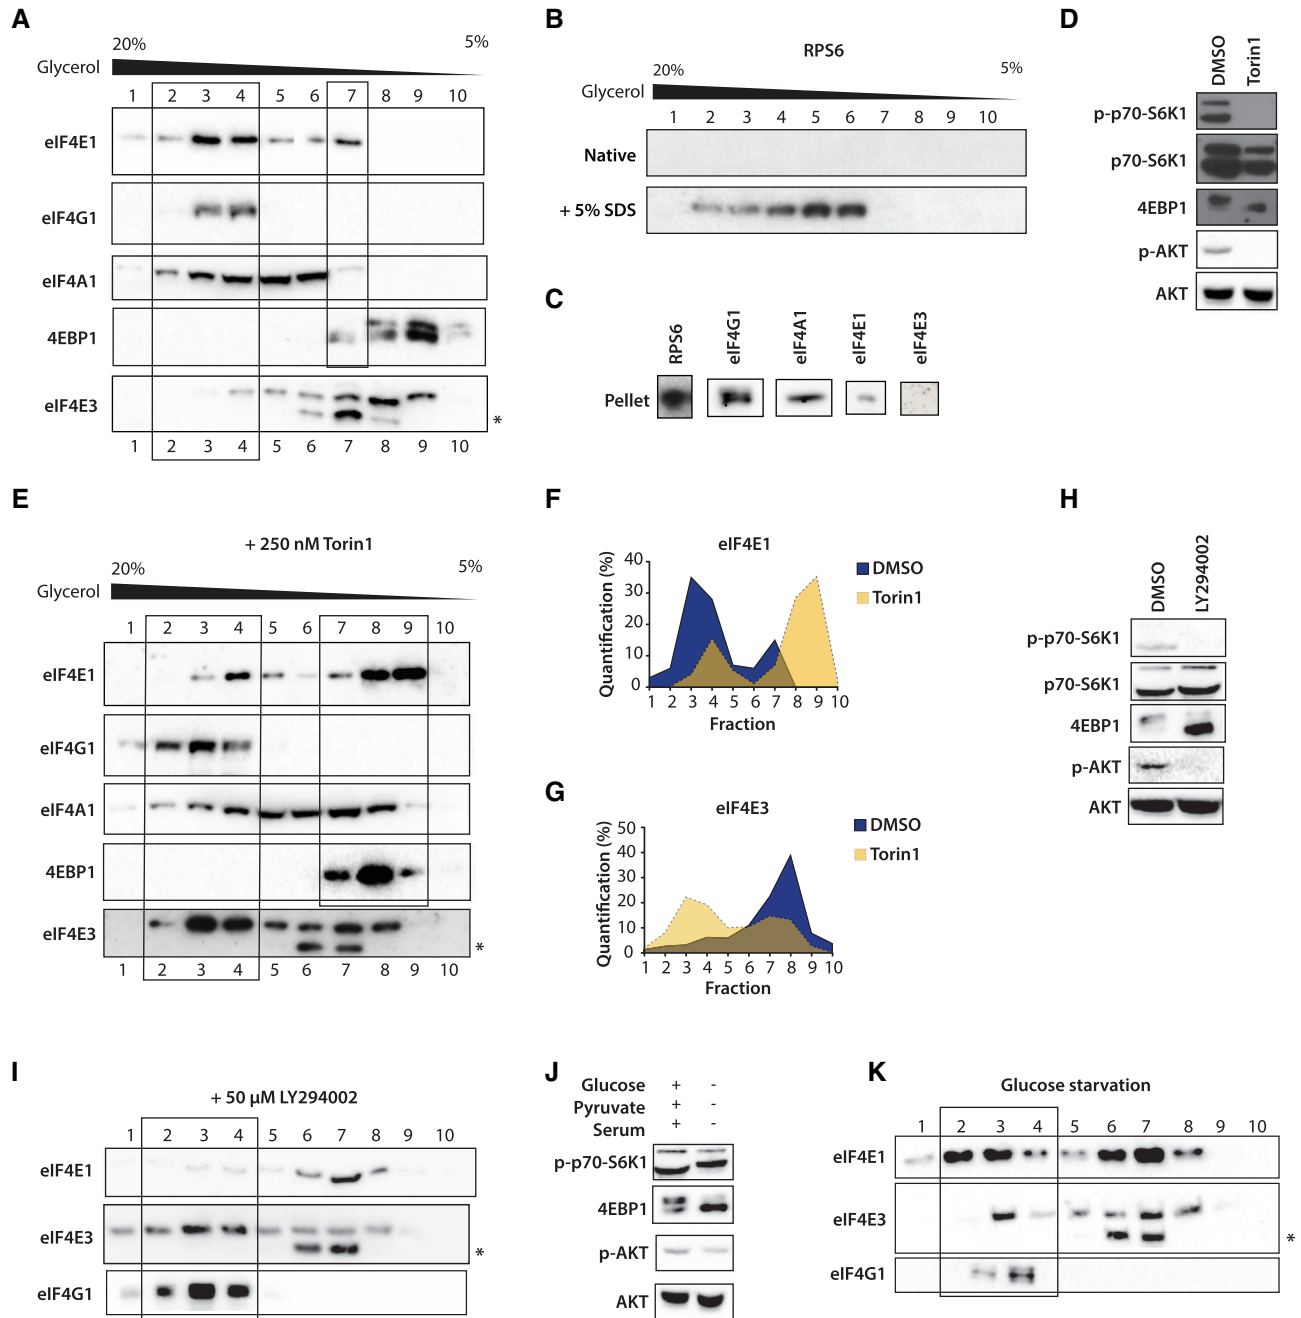 A
20% 5%
Glycerol
1 2 3 4 5 6 7 8 9 10
eIF4E1
eIF4G1
eIF4A1
4EBP1
eIF4E3
*
1 2 3 4 5 6 7 8 9 10
B
RPS6
20% 5%
Glycerol
1 2 3 4 5 6 7 8 9 10
Native
+ 5% SDS
C
RPS6 eIF4G1 eIF4A1 eIF4E1 eIF4E3
Pellet
D
DMSO Torin1
p-p70-S6K1
p70-S6K1
4EBP1
p-AKT
AKT
E
+ 250 nM Torin1
20% 5%
Glycerol
1 2 3 4 5 6 7 8 9 10
eIF4E1
eIF4G1
eIF4A1
4EBP1
eIF4E3
*
1 2 3 4 5 6 7 8 9 10
F
eIF4E1
Quantification (%)
40
30
20
10
0
1 2 3 4 5 6 7 8 9 10
Fraction
DMSO
Torin1
G
eIF4E3
Quantification (%)
50
40
30
20
10
0
1 2 3 4 5 6 7 8 9 10
Fraction
DMSO
Torin1
H
DMSO LY294002
p-p70-S6K1
p70-S6K1
4EBP1
p-AKT
AKT
I
+ 50 µM LY294002
1 2 3 4 5 6 7 8 9 10
eIF4E1
eIF4E3
*
eIF4G1
J
Glucose + -
Pyruvate + -
Serum + -
p-p70-S6K1
4EBP1
p-AKT
AKT
K
Glucose starvation
1 2 3 4 5 6 7 8 9 10
eIF4E1
eIF4E3
*
eIF4G1